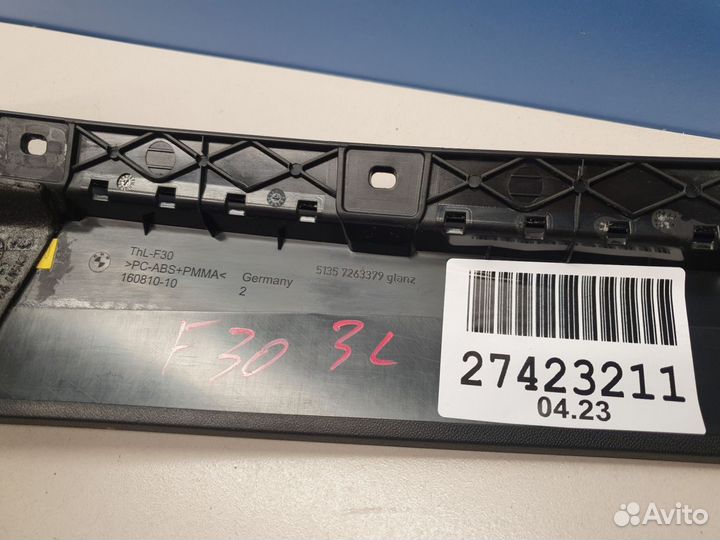 ThL-F30
>PC-ABS+PMMA<
160810-10
Germany
2
5135 7263379 glanz
F30 3L
27423211
04.23
Avito